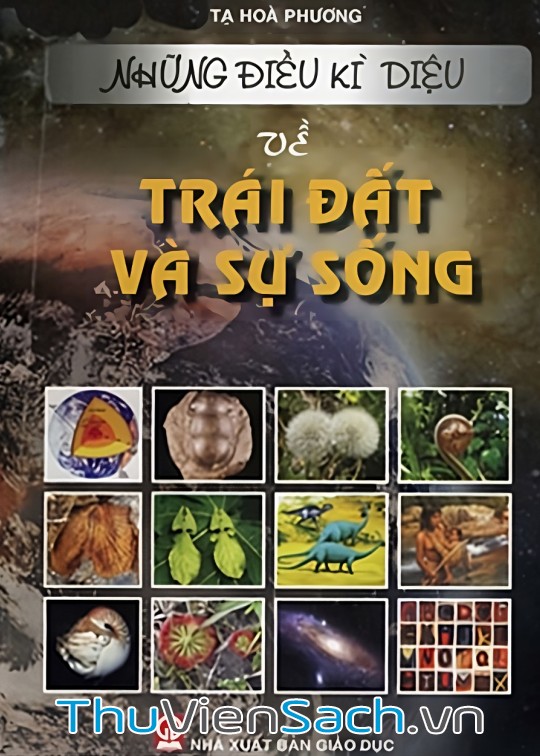 TẠ HOÀ PHƯƠNG
NHỮNG ĐIỀU KÌ DIỆU
VỀ
TRÁI ĐẤT
VÀ SỰ SỐNG
ThuVienSach.vn
NHÀ XUẤT BẢN GIÁO DỤC